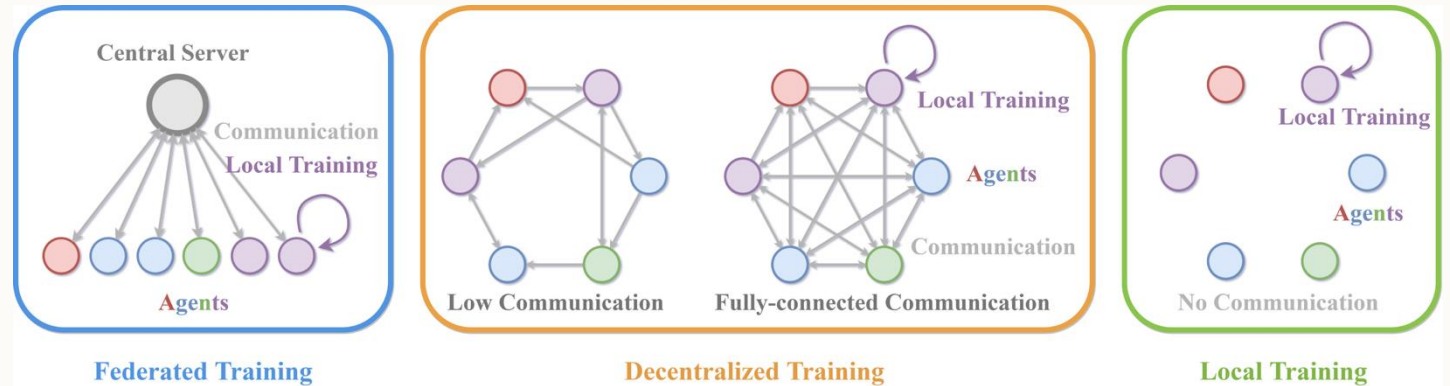 Central Server
Communication
Local Training
Agents
Federated Training
Low Communication
Local Training
Agents
Communication
Fully-connected Communication
Decentralized Training
Local Training
Agents
No Communication
Local Training